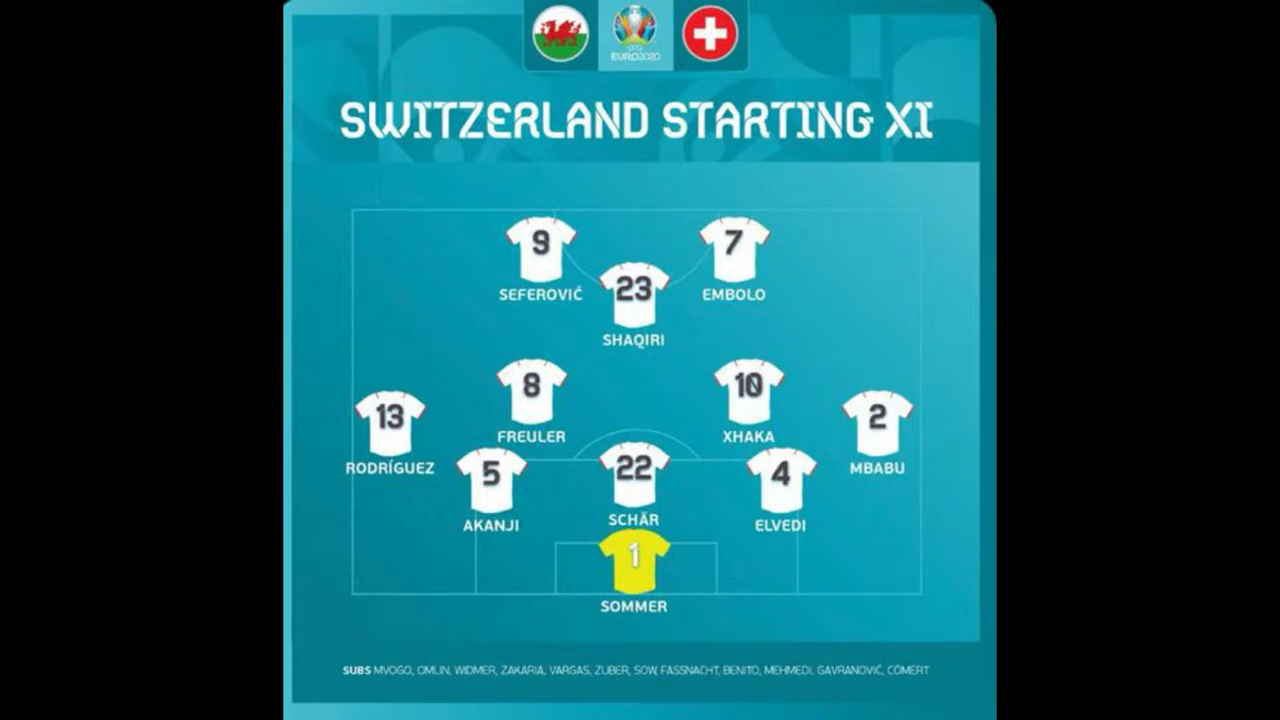 UEFA
EURO2020
SWITZERLAND STARTING XI
9
7
SEFEROVIĆ
EMBOLO
23
SHAQIRI
8
10
FREULER
XHAKA
13
2
RODRÍGUEZ
MBABU
5
22
4
AKANJI
SCHÄR
ELVEDI
1
SOMMER
SUBS MVOGO, OMLIN, WIDMER, ZAKARIA, VARGAS, ZUBER, SOW, FASSNACHT, BENITO, MEHMEDI, GAVRANOVIĆ, CÖMERT